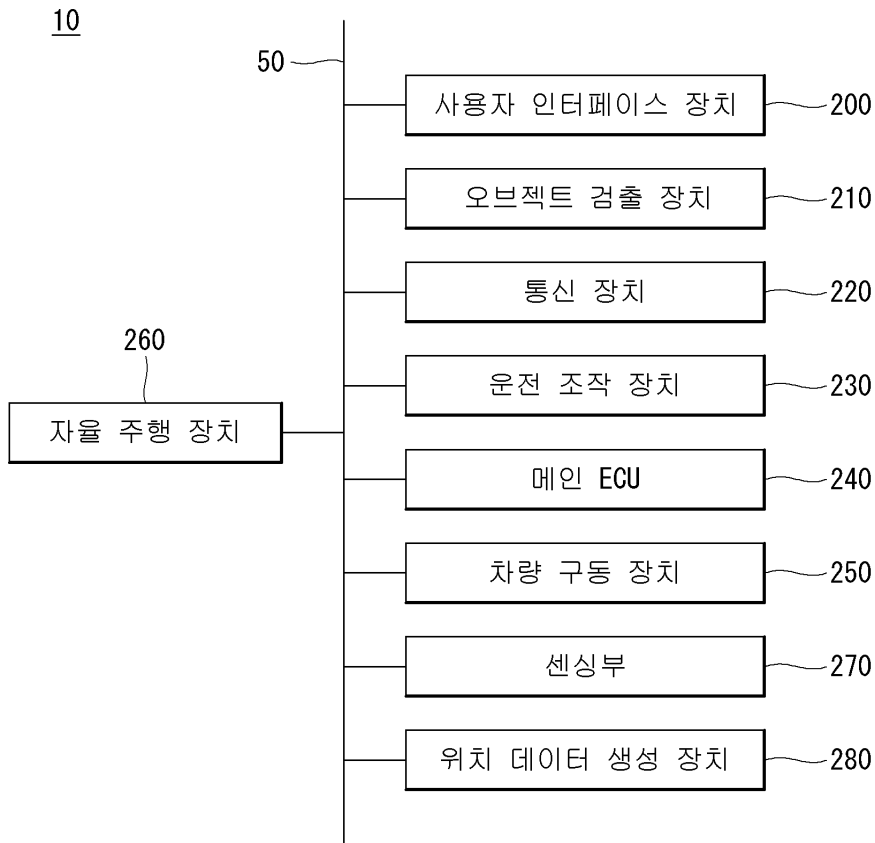 10
50
사용자 인터페이스 장치 200
오브젝트 검출 장치 210
통신 장치 220
260
자율 주행 장치
운전 조작 장치 230
메인 ECU 240
차량 구동 장치 250
센싱부 270
위치 데이터 생성 장치 280